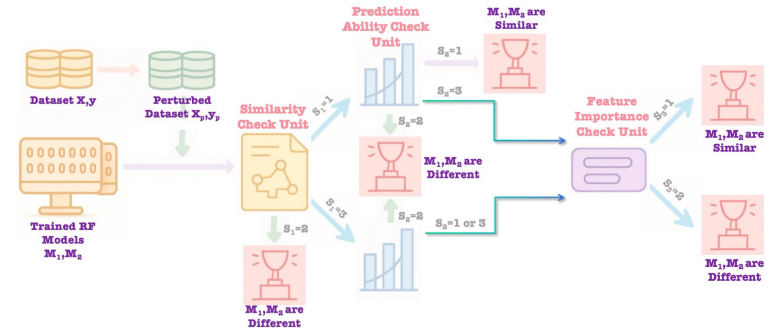 Prediction Ability Check
Unit
M₁,M₂ are
Similar
S₂=1
S₂=3
Dataset X,y
Perturbed
Dataset Xₚ,yₚ
Similarity
Check Unit
S₁=1
S₂=2
M₁,M₂ are
Different
Feature
Importance
Check Unit
S₃=1
M₁,M₂ are
Similar
Trained RF
Models
M₁,M₂
S₁=2
S₁=3
S₂=2
S₂=1 or 3
S₃=2
M₁,M₂ are
Different
M₁,M₂ are
Different